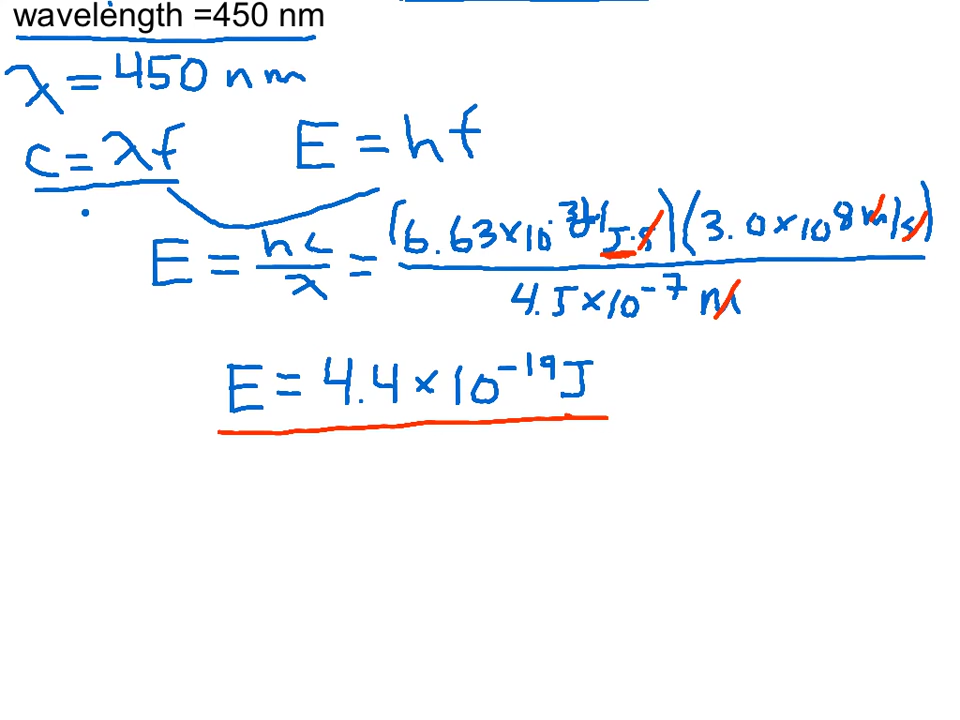 wavelength =450 nm
λ = 450 nm
c = λf E = hf
E = hc/λ = (6.63×10⁻³⁴ J·s)(3.0×10⁸ m/s) / 4.5×10⁻⁷ m
E = 4.4×10⁻¹⁹ J